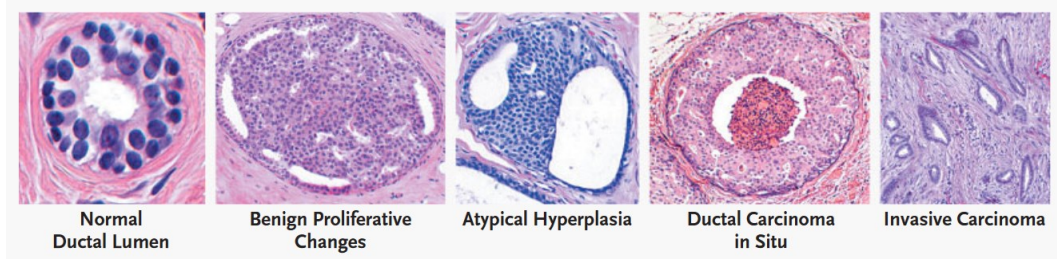 Normal
Ductal Lumen
Benign Proliferative
Changes
Atypical Hyperplasia
Ductal Carcinoma
in Situ
Invasive Carcinoma